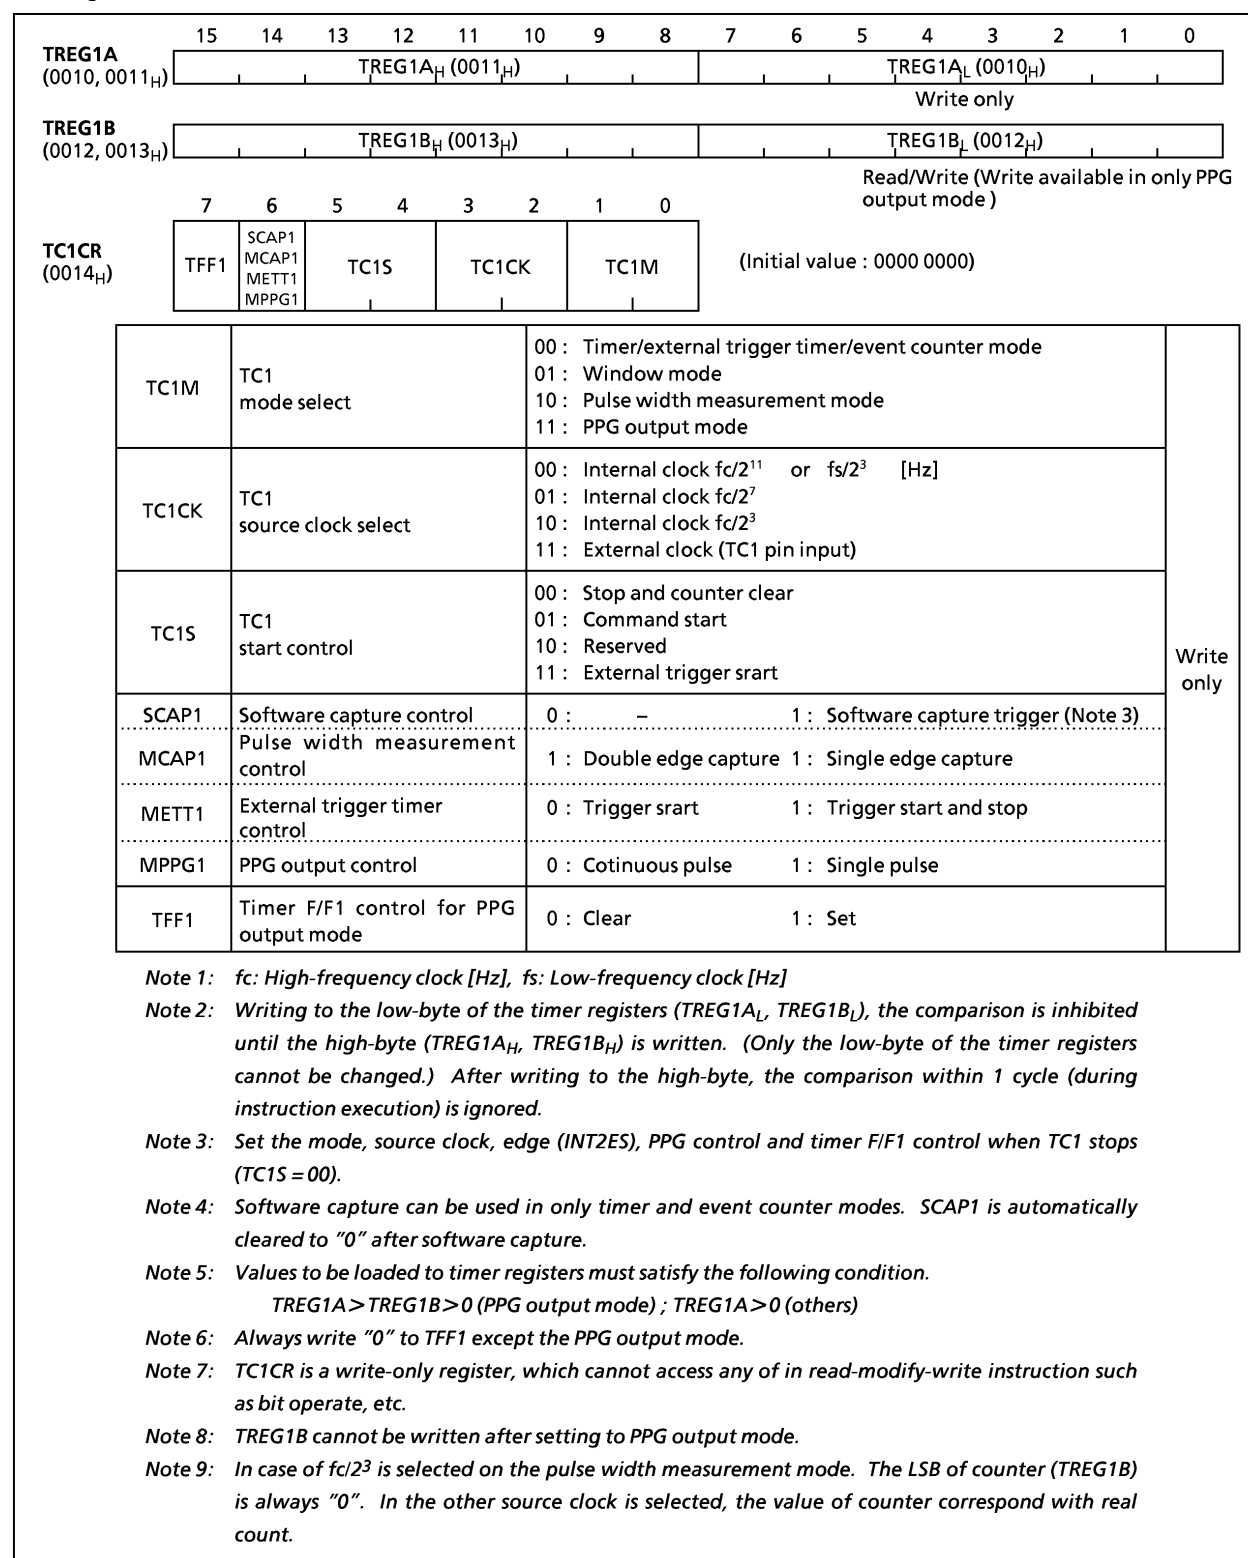 15 14 13 12 11 10 9 8 7 6 5 4 3 2 1 0
TREG1A
(0010, 0011H)
TREG1AH (0011H) TREG1AL (0010H)
Write only
TREG1B
(0012, 0013H)
TREG1BH (0013H) TREG1BL (0012H)
Read/Write (Write available in only PPG
output mode )
7 6 5 4 3 2 1 0
TC1CR
(0014H)
TFF1
SCAP1
MCAP1
METT1
MPPG1
TC1S TC1CK TC1M
(Initial value : 0000 0000)
TC1M
TC1
mode select
00 : Timer/external trigger timer/event counter mode
01 : Window mode
10 : Pulse width measurement mode
11 : PPG output mode
TC1CK
TC1
source clock select
00 : Internal clock fc/2¹¹ or fs/2³ [Hz]
01 : Internal clock fc/2⁷
10 : Internal clock fc/2³
11 : External clock (TC1 pin input)
TC1S
TC1
start control
00 : Stop and counter clear
01 : Command start
10 : Reserved
11 : External trigger srart
Write
only
SCAP1 Software capture control 0 : – 1 : Software capture trigger (Note 3)
MCAP1
Pulse width measurement
control
1 : Double edge capture 1 : Single edge capture
METT1
External trigger timer
control
0 : Trigger srart 1 : Trigger start and stop
MPPG1 PPG output control 0 : Cotinuous pulse 1 : Single pulse
TFF1
Timer F/F1 control for PPG
output mode
0 : Clear 1 : Set
Note 1: fc: High-frequency clock [Hz], fs: Low-frequency clock [Hz]
Note 2: Writing to the low-byte of the timer registers (TREG1AL, TREG1BL), the comparison is inhibited
until the high-byte (TREG1AH, TREG1BH) is written. (Only the low-byte of the timer registers
cannot be changed.) After writing to the high-byte, the comparison within 1 cycle (during
instruction execution) is ignored.
Note 3: Set the mode, source clock, edge (INT2ES), PPG control and timer F/F1 control when TC1 stops
(TC1S = 00).
Note 4: Software capture can be used in only timer and event counter modes. SCAP1 is automatically
cleared to "0" after software capture.
Note 5: Values to be loaded to timer registers must satisfy the following condition.
TREG1A > TREG1B > 0 (PPG output mode) ; TREG1A > 0 (others)
Note 6: Always write "0" to TFF1 except the PPG output mode.
Note 7: TC1CR is a write-only register, which cannot access any of in read-modify-write instruction such
as bit operate, etc.
Note 8: TREG1B cannot be written after setting to PPG output mode.
Note 9: In case of fc/2³ is selected on the pulse width measurement mode. The LSB of counter (TREG1B)
is always "0". In the other source clock is selected, the value of counter correspond with real
count.